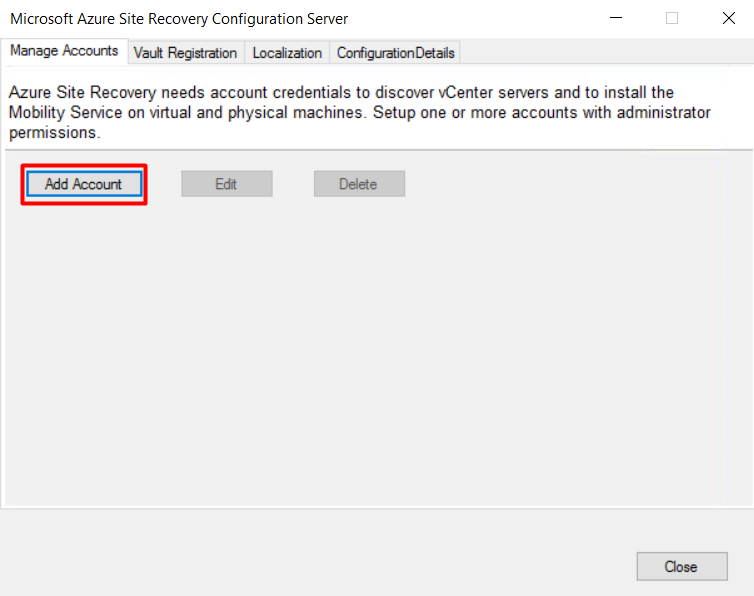 Microsoft Azure Site Recovery Configuration Server
Manage Accounts Vault Registration Localization ConfigurationDetails
Azure Site Recovery needs account credentials to discover vCenter servers and to install the
Mobility Service on virtual and physical machines. Setup one or more accounts with administrator
permissions.
Add Account Edit Delete
Close